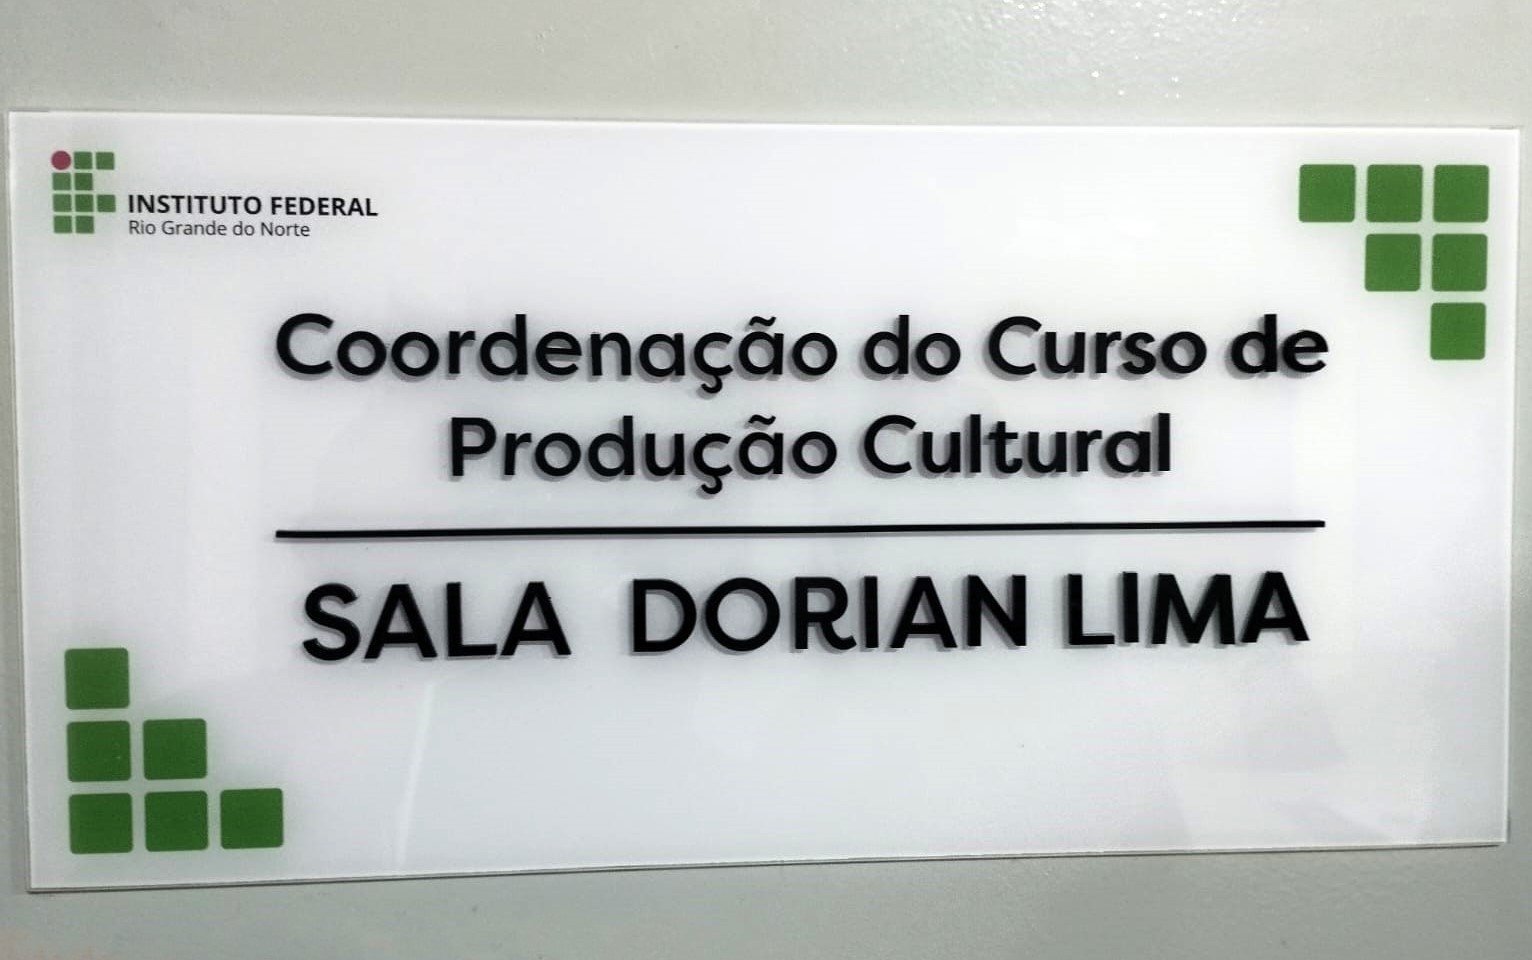 INSTITUTO FEDERAL
Rio Grande do Norte
Coordenação do Curso de
Produção Cultural
SALA DORIAN LIMA